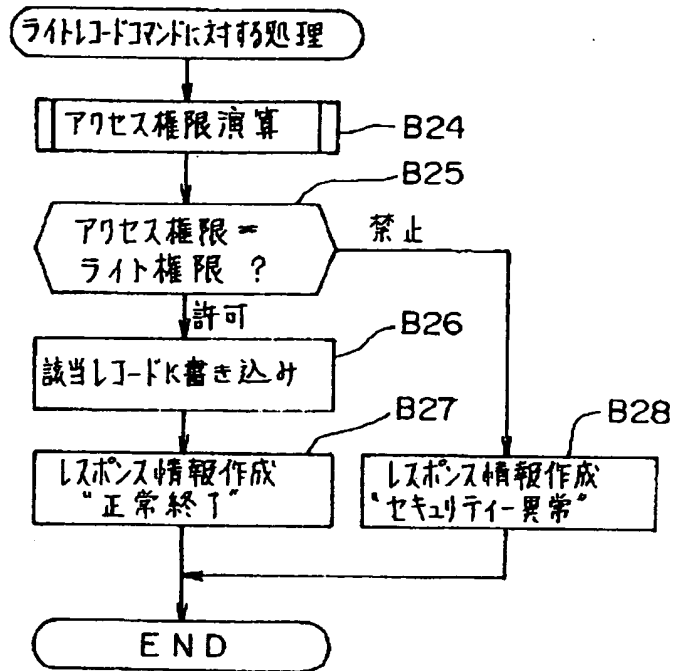 ライトレコードコマンドに対する処理
アクセス権限演算
B24
B25
アクセス権限=
ライト権限 ?
禁止
許可
B26
該当レコードに書き込み
B27
B28
レスポンス情報作成
“正常終了”
レスポンス情報作成
“セキュリティー異常”
END